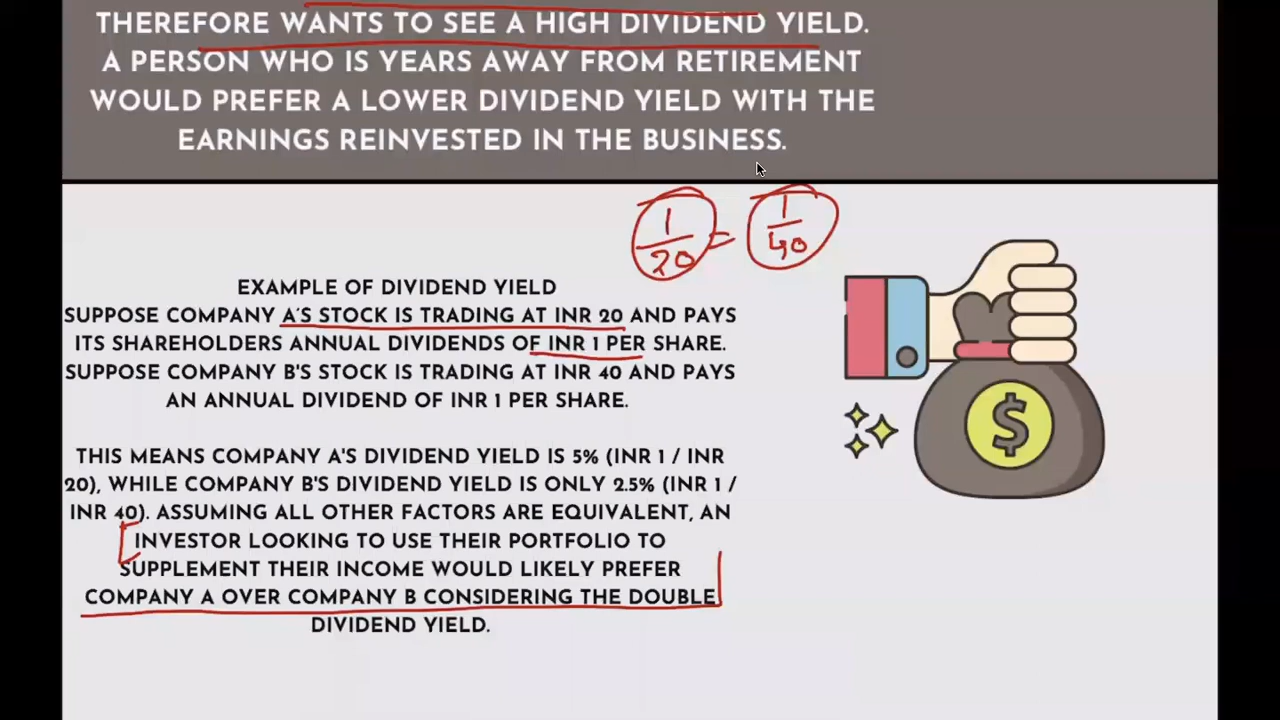 THEREFORE WANTS TO SEE A HIGH DIVIDEND YIELD.
A PERSON WHO IS YEARS AWAY FROM RETIREMENT
WOULD PREFER A LOWER DIVIDEND YIELD WITH THE
EARNINGS REINVESTED IN THE BUSINESS.
1/20 = 1/40
EXAMPLE OF DIVIDEND YIELD
SUPPOSE COMPANY A'S STOCK IS TRADING AT INR 20 AND PAYS
ITS SHAREHOLDERS ANNUAL DIVIDENDS OF INR 1 PER SHARE.
SUPPOSE COMPANY B'S STOCK IS TRADING AT INR 40 AND PAYS
AN ANNUAL DIVIDEND OF INR 1 PER SHARE.
THIS MEANS COMPANY A'S DIVIDEND YIELD IS 5% (INR 1 / INR
20), WHILE COMPANY B'S DIVIDEND YIELD IS ONLY 2.5% (INR 1 /
INR 40). ASSUMING ALL OTHER FACTORS ARE EQUIVALENT, AN
INVESTOR LOOKING TO USE THEIR PORTFOLIO TO
SUPPLEMENT THEIR INCOME WOULD LIKELY PREFER
COMPANY A OVER COMPANY B CONSIDERING THE DOUBLE
DIVIDEND YIELD.
$